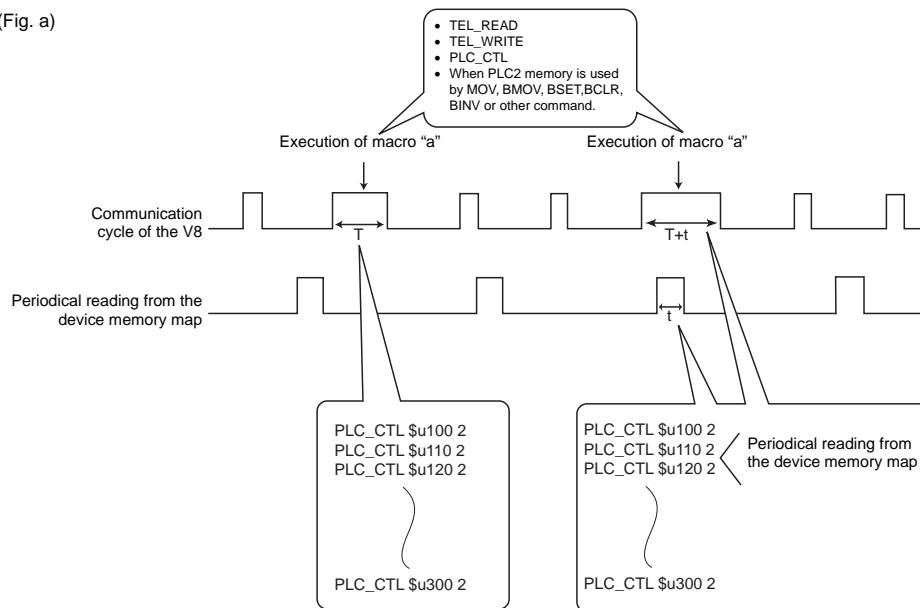 (Fig. a)
• TEL_READ
• TEL_WRITE
• PLC_CTL
• When PLC2 memory is used
by MOV, BMOV, BSET,BCLR,
BINV or other command.
Execution of macro “a”
Execution of macro “a”
Communication
cycle of the V8
T
T+t
Periodical reading from the
device memory map
t
PLC_CTL $u100 2
PLC_CTL $u110 2
PLC_CTL $u120 2
PLC_CTL $u300 2
PLC_CTL $u100 2
PLC_CTL $u110 2
PLC_CTL $u120 2
Periodical reading from
the device memory map
PLC_CTL $u300 2